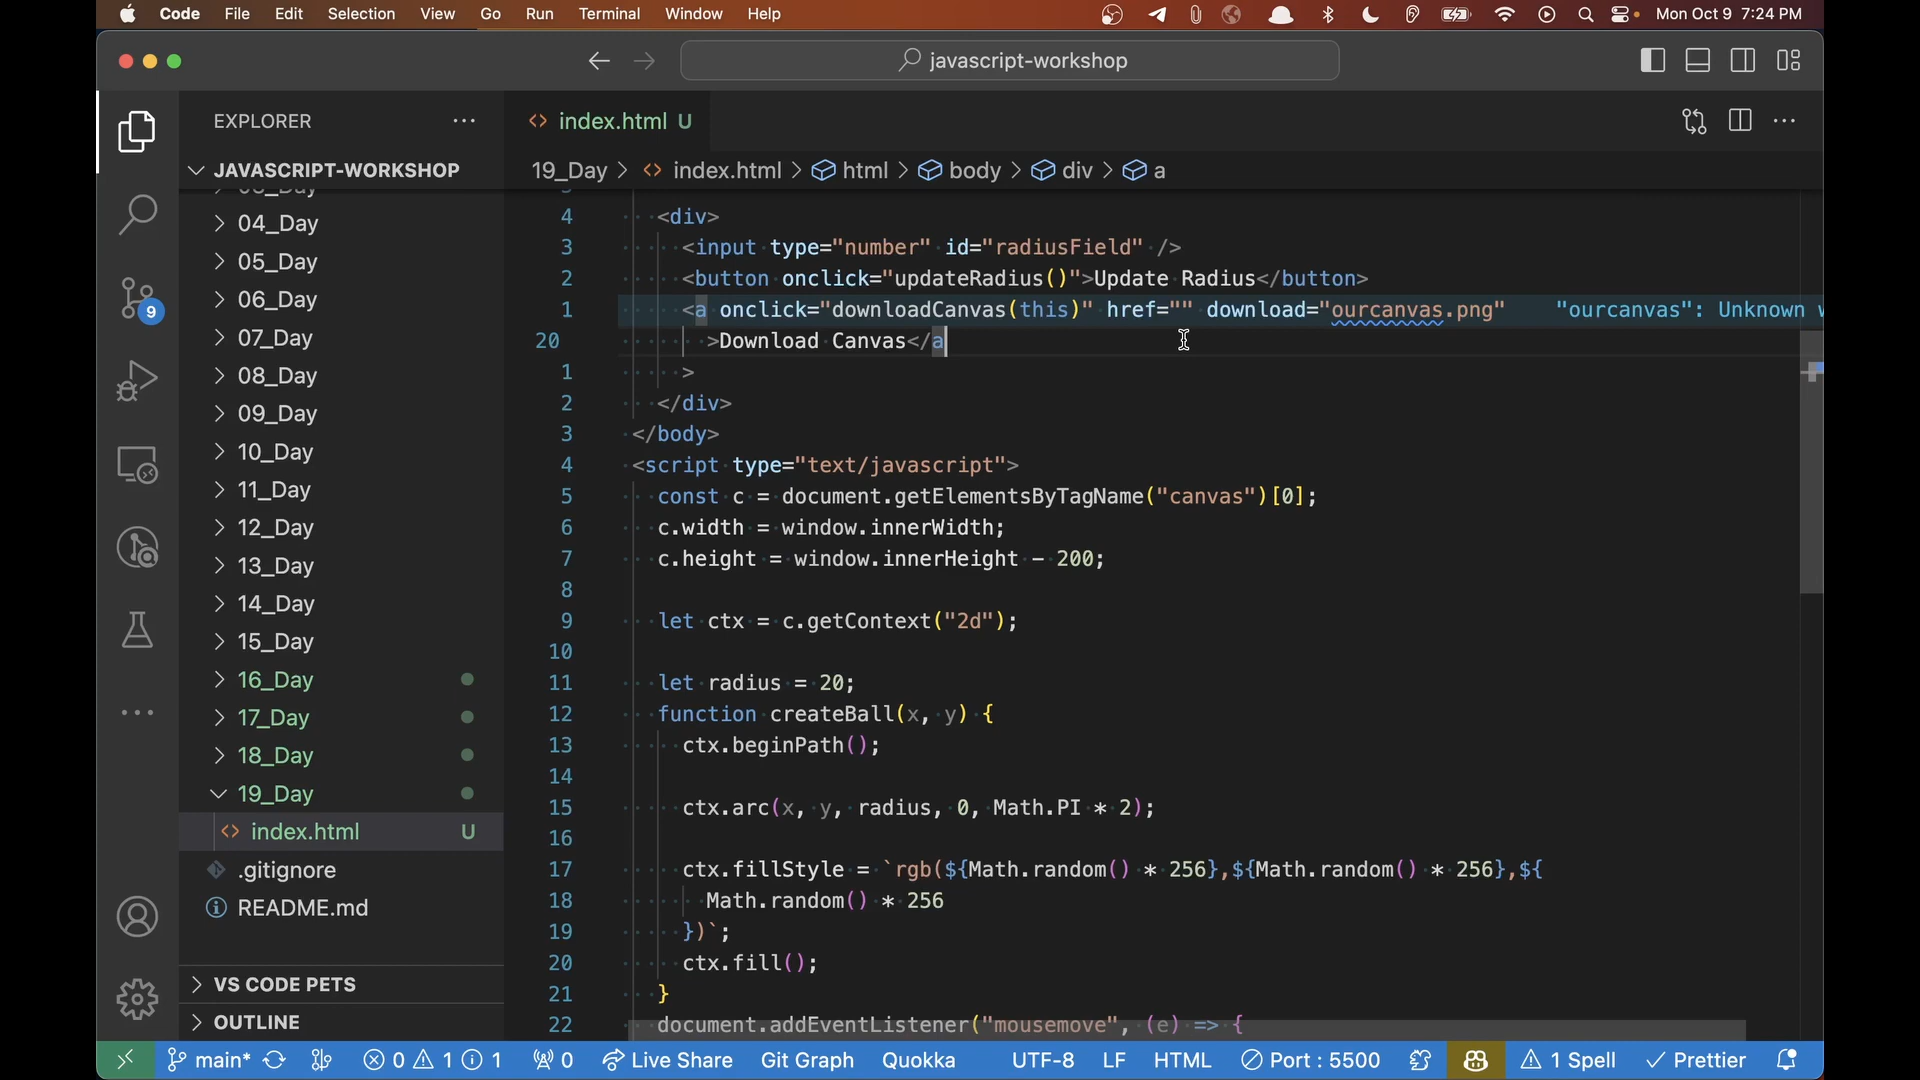 Code File Edit Selection View Go Run Terminal Window Help Mon Oct 9 7:24 PM
javascript-workshop
EXPLORER
index.html U
JAVASCRIPT-WORKSHOP
19_Day > index.html > html > body > div > a
03_Day
04_Day
05_Day
06_Day
07_Day
08_Day
09_Day
10_Day
11_Day
12_Day
13_Day
14_Day
15_Day
16_Day
17_Day
18_Day
19_Day
index.html U
.gitignore
README.md
VS CODE PETS
OUTLINE
9
4 <div>
3 <input type="number" id="radiusField" />
2 <button onclick="updateRadius()">Update Radius</button>
1 <a onclick="downloadCanvas(this)" href="" download="ourcanvas.png" "ourcanvas": Unknown
20 >Download Canvas</a
1 >
2 </div>
3 </body>
4 <script type="text/javascript">
5 const c = document.getElementsByTagName("canvas")[0];
6 c.width = window.innerWidth;
7 c.height = window.innerHeight - 200;
8
9 let ctx = c.getContext("2d");
10
11 let radius = 20;
12 function createBall(x, y) {
13 ctx.beginPath();
14
15 ctx.arc(x, y, radius, 0, Math.PI * 2);
16
17 ctx.fillStyle = `rgb(${Math.random() * 256},${Math.random() * 256},${
18 Math.random() * 256
19 })`;
20 ctx.fill();
21 }
22 document.addEventListener("mousemove", (e) => {
main* 0 1 1 0 Live Share Git Graph Quokka UTF-8 LF HTML Port : 5500 1 Spell Prettier